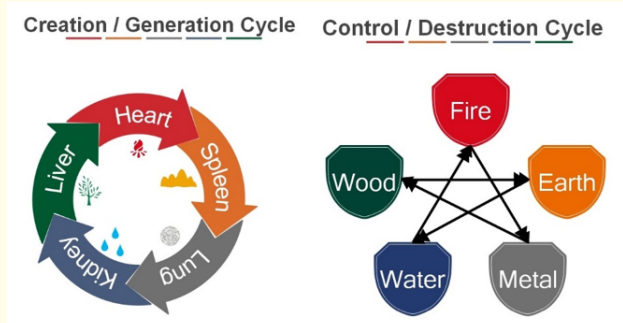 Creation / Generation Cycle
Heart
Spleen
Lung
Kidney
Liver
Control / Destruction Cycle
Fire
Wood
Earth
Water
Metal